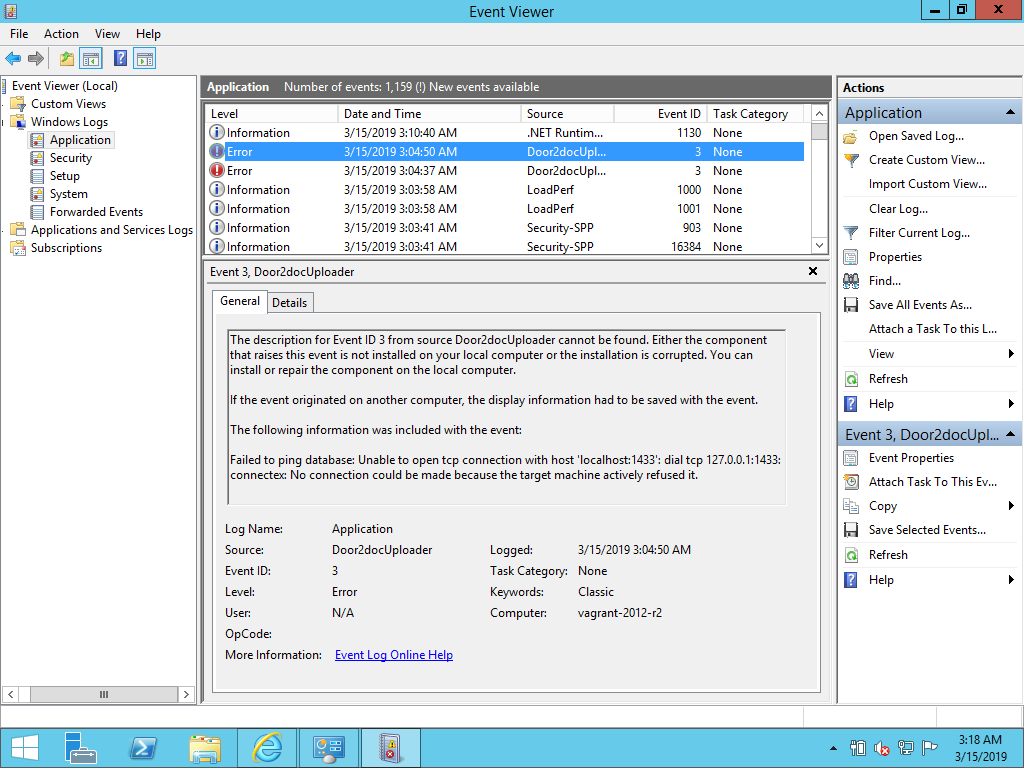 Event Viewer
File Action View Help
Event Viewer (Local)
Custom Views
Windows Logs
Application
Security
Setup
System
Forwarded Events
Applications and Services Logs
Subscriptions
Application Number of events: 1,159 (!) New events available
Level Date and Time Source Event ID Task Category
Information 3/15/2019 3:10:40 AM .NET Runtim... 1130 None
Error 3/15/2019 3:04:50 AM Door2docUpl... 3 None
Error 3/15/2019 3:04:37 AM Door2docUpl... 3 None
Information 3/15/2019 3:03:58 AM LoadPerf 1000 None
Information 3/15/2019 3:03:58 AM LoadPerf 1001 None
Information 3/15/2019 3:03:41 AM Security-SPP 903 None
Information 3/15/2019 3:03:41 AM Security-SPP 16384 None
Event 3, Door2docUploader
General Details
The description for Event ID 3 from source Door2docUploader cannot be found. Either the component
that raises this event is not installed on your local computer or the installation is corrupted. You can
install or repair the component on the local computer.
If the event originated on another computer, the display information had to be saved with the event.
The following information was included with the event:
Failed to ping database: Unable to open tcp connection with host 'localhost:1433': dial tcp 127.0.0.1:1433:
connectex: No connection could be made because the target machine actively refused it.
Log Name: Application
Source: Door2docUploader Logged: 3/15/2019 3:04:50 AM
Event ID: 3 Task Category: None
Level: Error Keywords: Classic
User: N/A Computer: vagrant-2012-r2
OpCode:
More Information: Event Log Online Help
Actions
Application
Open Saved Log...
Create Custom View...
Import Custom View...
Clear Log...
Filter Current Log...
Properties
Find...
Save All Events As...
Attach a Task To this L...
View
Refresh
Help
Event 3, Door2docUpl...
Event Properties
Attach Task To This Ev...
Copy
Save Selected Events...
Refresh
Help
3:18 AM
3/15/2019